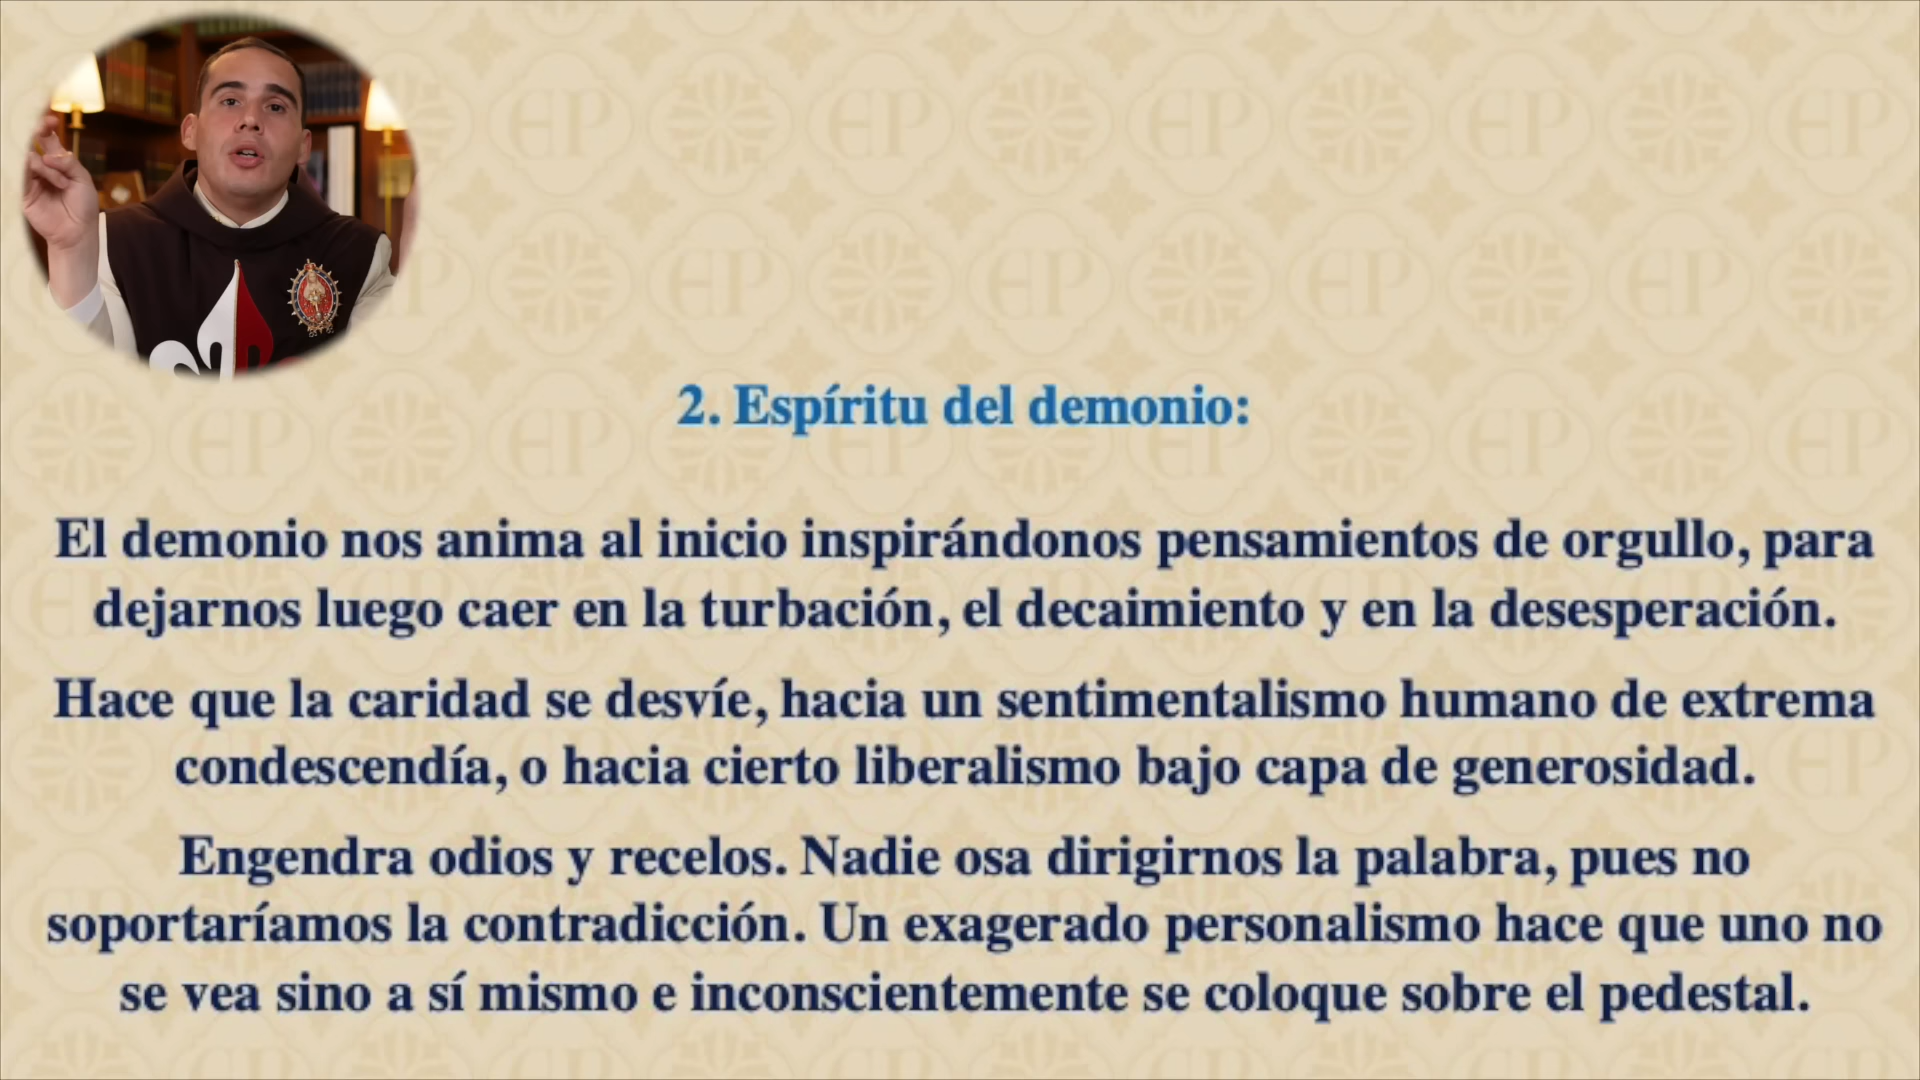 2. Espíritu del demonio:
El demonio nos anima al inicio inspirándonos pensamientos de orgullo, para
dejarnos luego caer en la turbación, el decaimiento y en la desesperación.
Hace que la caridad se desvíe, hacia un sentimentalismo humano de extrema
condescendía, o hacia cierto liberalismo bajo capa de generosidad.
Engendra odios y recelos. Nadie osa dirigirnos la palabra, pues no
soportaríamos la contradicción. Un exagerado personalismo hace que uno no
se vea sino a sí mismo e inconscientemente se coloque sobre el pedestal.